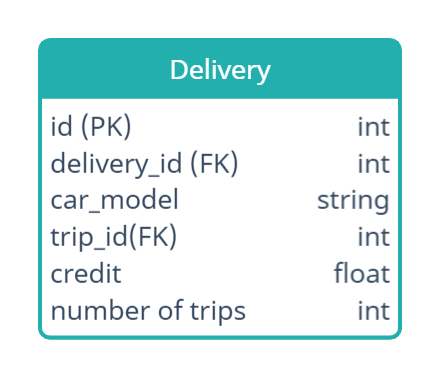 Delivery
id (PK) int
delivery_id (FK) int
car_model string
trip_id(FK) int
credit float
number of trips int